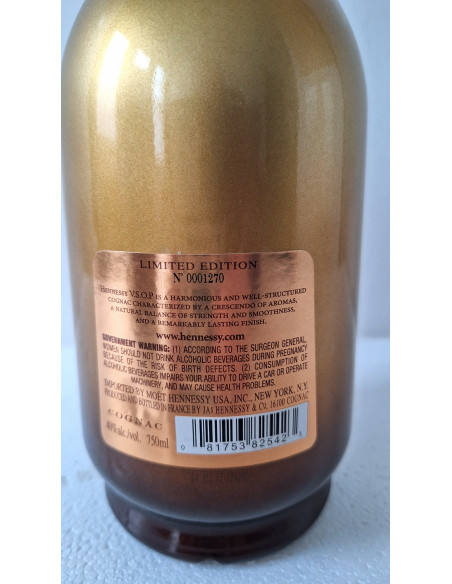 LIMITED EDITION
N° 0001270
HENNESSY V.S.O.P IS A HARMONIOUS AND WELL-STRUCTURED
COGNAC CHARACTERIZED BY A CRESCENDO OF AROMAS,
A NATURAL BALANCE OF STRENGTH AND SMOOTHNESS,
AND A REMARKABLY LASTING FINISH.
www.hennessy.com
GOVERNMENT WARNING: (1) ACCORDING TO THE SURGEON GENERAL,
WOMEN SHOULD NOT DRINK ALCOHOLIC BEVERAGES DURING PREGNANCY
BECAUSE OF THE RISK OF BIRTH DEFECTS. (2) CONSUMPTION OF
ALCOHOLIC BEVERAGES IMPAIRS YOUR ABILITY TO DRIVE A CAR OR OPERATE
MACHINERY, AND MAY CAUSE HEALTH PROBLEMS.
IMPORTED BY MOËT HENNESSY USA, INC., NEW YORK, N.Y.
PRODUCED AND BOTTLED IN FRANCE BY JAS HENNESSY & CO, 16100 COGNAC
COGNAC
40%alc./vol. 750ml
0 81753 82542